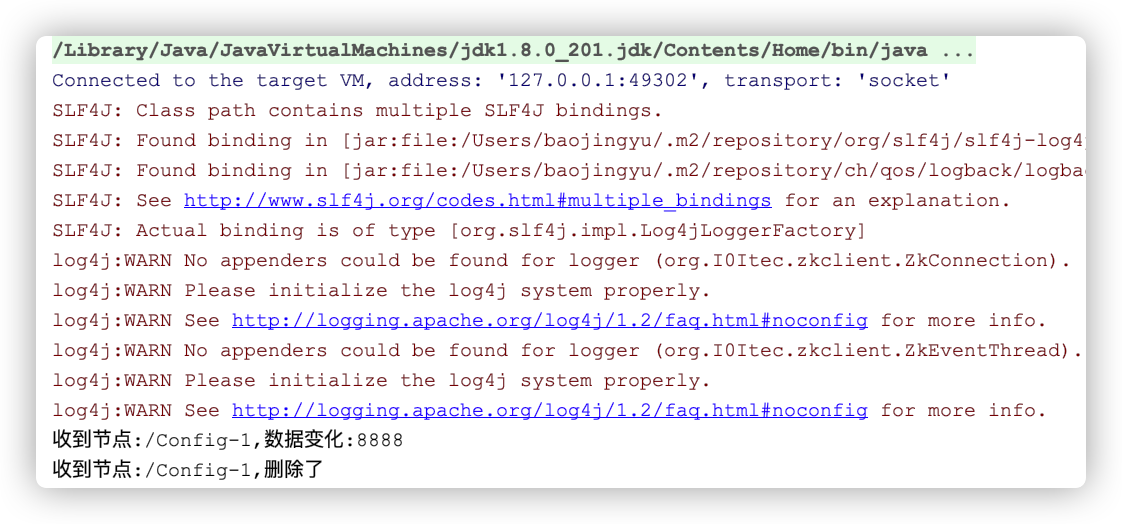 /Library/Java/JavaVirtualMachines/jdk1.8.0_201.jdk/Contents/Home/bin/java ...
Connected to the target VM, address: '127.0.0.1:49302', transport: 'socket'
SLF4J: Class path contains multiple SLF4J bindings.
SLF4J: Found binding in [jar:file:/Users/baojingyu/.m2/repository/org/slf4j/slf4j-log4j
SLF4J: Found binding in [jar:file:/Users/baojingyu/.m2/repository/ch/qos/logback/logba
SLF4J: See http://www.slf4j.org/codes.html#multiple_bindings for an explanation.
SLF4J: Actual binding is of type [org.slf4j.impl.Log4jLoggerFactory]
log4j:WARN No appenders could be found for logger (org.I0Itec.zkclient.ZkConnection).
log4j:WARN Please initialize the log4j system properly.
log4j:WARN See http://logging.apache.org/log4j/1.2/faq.html#noconfig for more info.
log4j:WARN No appenders could be found for logger (org.I0Itec.zkclient.ZkEventThread).
log4j:WARN Please initialize the log4j system properly.
log4j:WARN See http://logging.apache.org/log4j/1.2/faq.html#noconfig for more info.
收到节点:/Config-1,数据变化:8888
收到节点:/Config-1,删除了